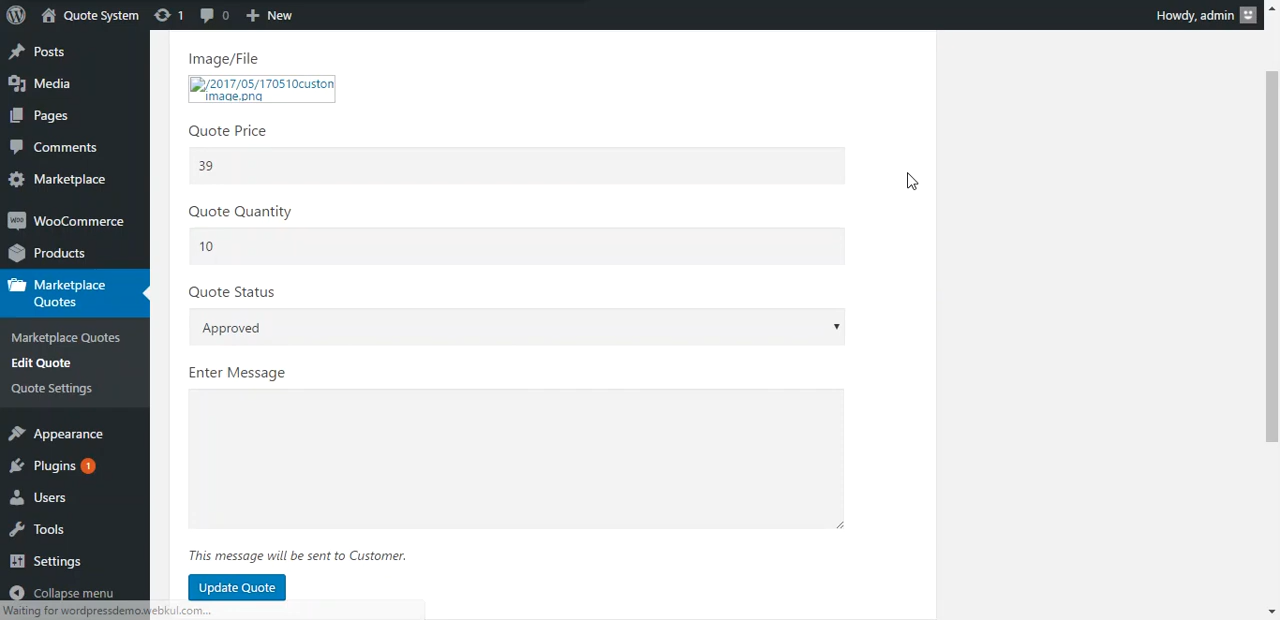 Quote System
1
0
New
Howdy, admin
Posts
Media
Pages
Comments
Marketplace
WooCommerce
Products
Marketplace
Quotes
Marketplace Quotes
Edit Quote
Quote Settings
Appearance
Plugins 1
Users
Tools
Settings
Collapse menu
Image/File
/2017/05/170510custon
image.png
Quote Price
39
Quote Quantity
10
Quote Status
Approved
Enter Message
This message will be sent to Customer.
Update Quote
Waiting for wordpressdemo.webkul.com...